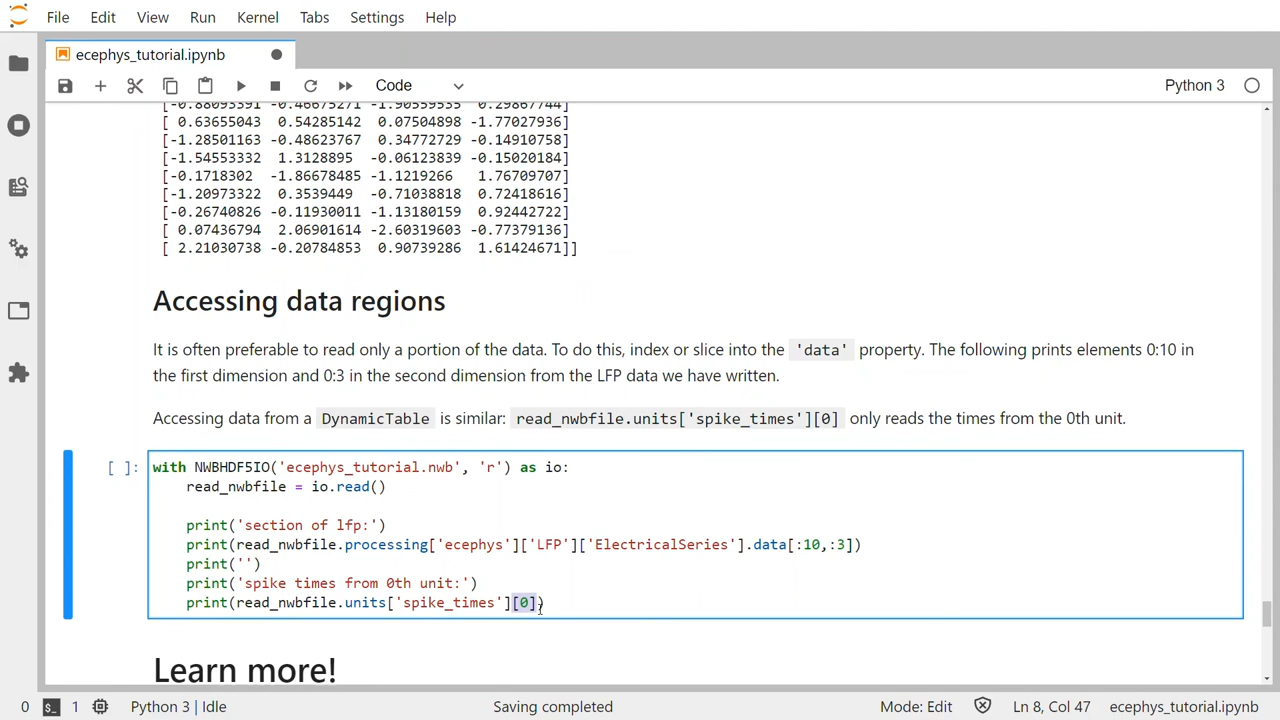 File Edit View Run Kernel Tabs Settings Help
ecephys_tutorial.ipynb
Code Python 3
[-0.88093391 -0.46675271 -1.90559535 0.29867744]
[ 0.63655043 0.54285142 0.07504898 -1.77027936]
[-1.28501163 -0.48623767 0.34772729 -0.14910758]
[-1.54553332 1.3128895 -0.06123839 -0.15020184]
[-0.1718302 -1.86678485 -1.1219266 1.76709707]
[-1.20973322 0.3539449 -0.71038818 0.72418616]
[-0.26740826 -0.11930011 -1.13180159 0.92442722]
[ 0.07436794 2.06901614 -2.60319603 -0.77379136]
[ 2.21030738 -0.20784853 0.90739286 1.61424671]]
Accessing data regions
It is often preferable to read only a portion of the data. To do this, index or slice into the 'data' property. The following prints elements 0:10 in
the first dimension and 0:3 in the second dimension from the LFP data we have written.
Accessing data from a DynamicTable is similar: read_nwbfile.units['spike_times'][0] only reads the times from the 0th unit.
[ ]: with NWBHDF5IO('ecephys_tutorial.nwb', 'r') as io:
read_nwbfile = io.read()
print('section of lfp:')
print(read_nwbfile.processing['ecephys']['LFP']['ElectricalSeries'].data[:10,:3])
print('')
print('spike times from 0th unit:')
print(read_nwbfile.units['spike_times'][0])
Learn more!
0 $_ 1 Python 3 | Idle Saving completed Mode: Edit Ln 8, Col 47 ecephys_tutorial.ipynb